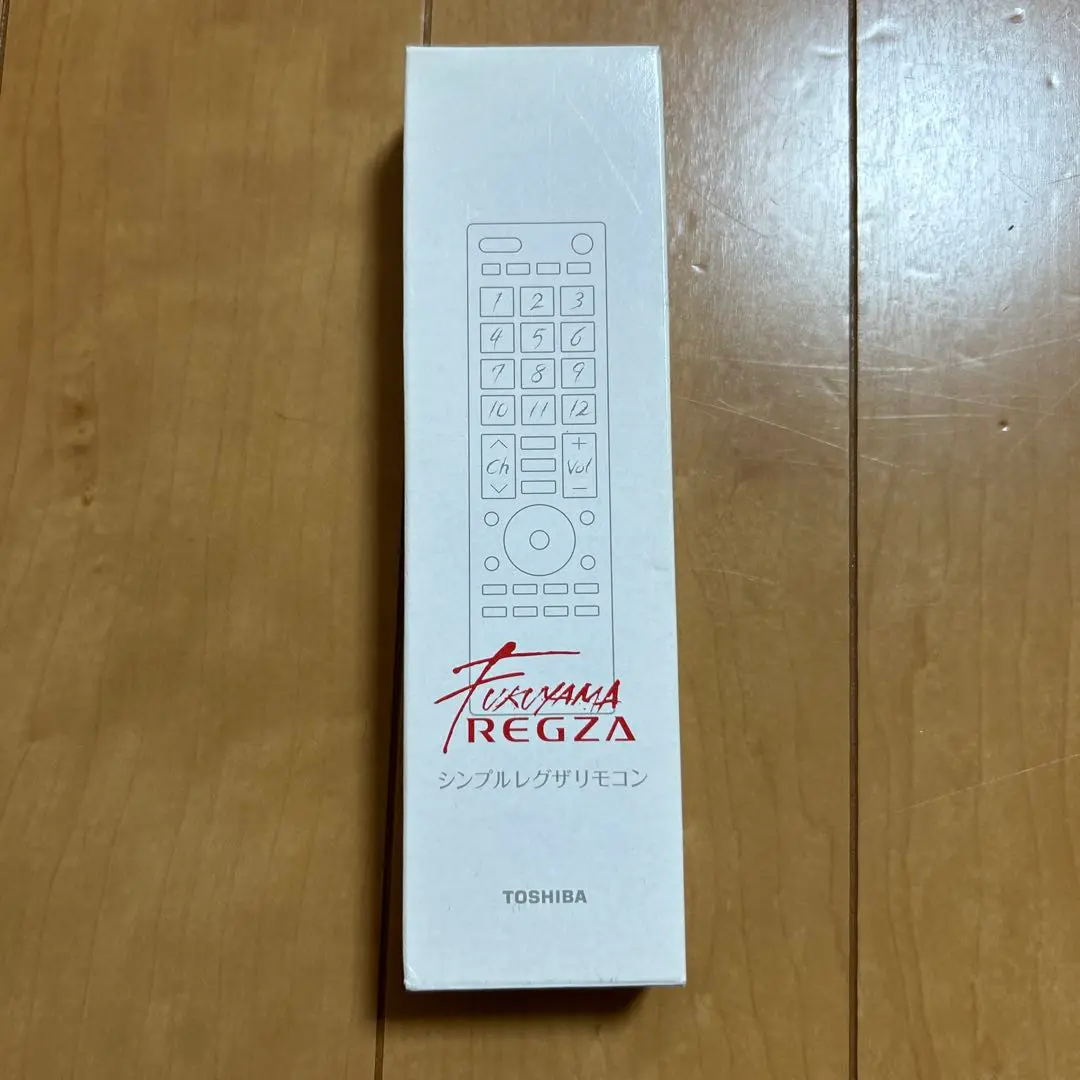 1 2 3
4 5 6
7 8 9
10 11 12
+
Ch Vol
−
FUKUYAMA
REGZA
シンプルレグザリモコン
TOSHIBA